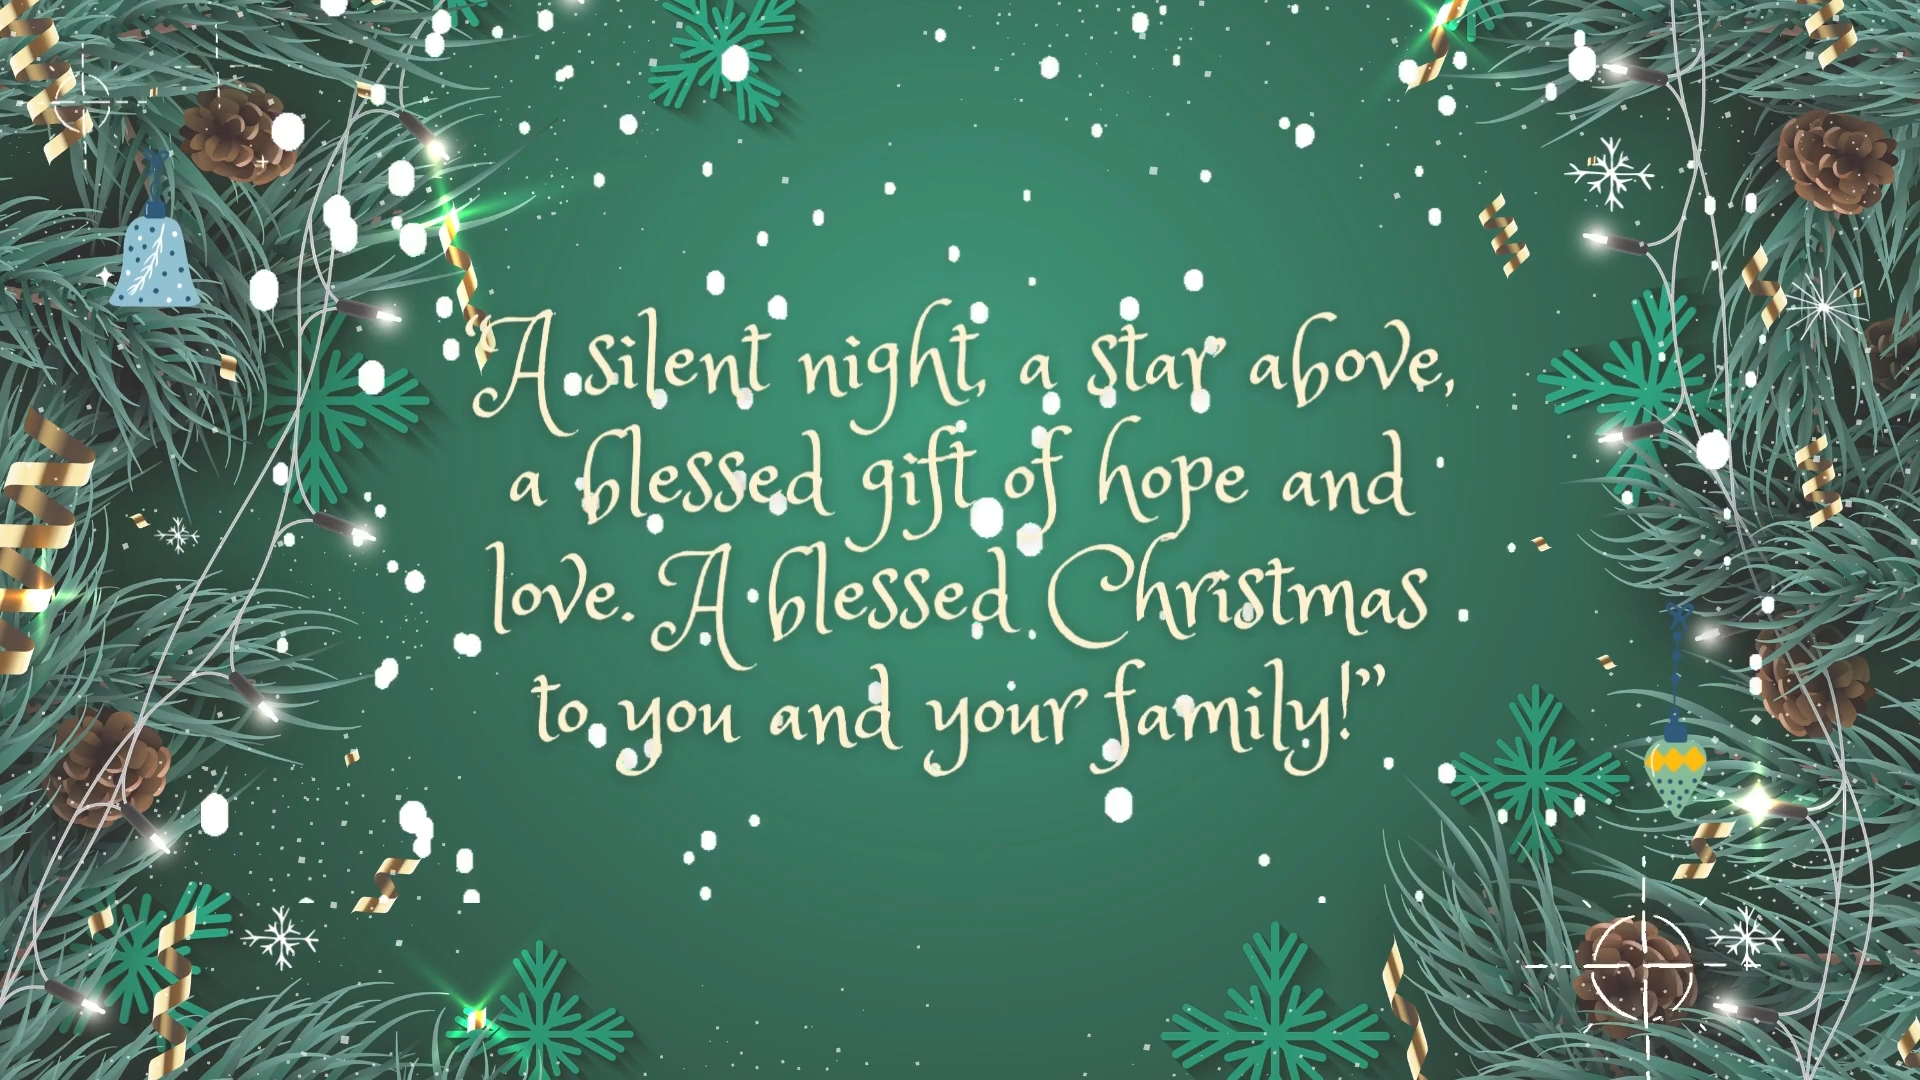 “A silent night, a star above,
a blessed gift of hope and
love. A blessed Christmas
to you and your family!”